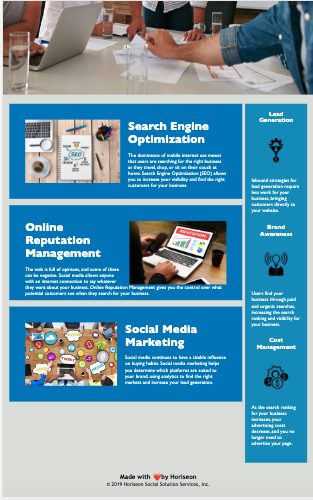 Search Engine
Optimization
The dominance of mobile internet use means
that users are searching for the right business
as they travel, shop, or sit on their couch at
home. Search Engine Optimization (SEO) allows
you to increase your visibility and find the right
customers for your business.
Online
Reputation
Management
The web is full of opinions, and some of these
can be negative. Social media allows anyone
with an internet connection to say whatever
they want about your business. Online Reputation Management gives you the control over what
potential customers see when they search for your business.
REPUTATION
Social Media
Marketing
Social media continues to have a sizable influence
on buying habits. Social media marketing helps
you determine which platforms are suited to
your brand, using analytics to find the right
markets and increase your lead generation.
SEO
Lead
Generation
Inbound strategies for
lead generation require
less work for your
business, bringing
customers directly to
your website.
Brand
Awareness
Users find your
business through paid
and organic searches,
increasing the search
ranking and visibility for
your business.
Cost
Management
As the search ranking
for your business
increases, your
advertising costs
decrease, and you no
longer need to
advertise your page.
Made with ❤️by Horiseon
© 2019 Horiseon Social Solution Services, Inc.